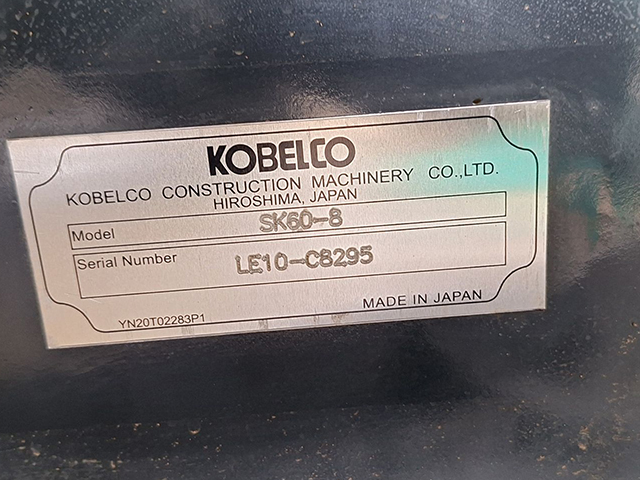 KOBELCO
KOBELCO CONSTRUCTION MACHINERY CO.,LTD.
HIROSHIMA, JAPAN
Model SK60-8
Serial Number LE10-C8295
MADE IN JAPAN
YN20T02283P1